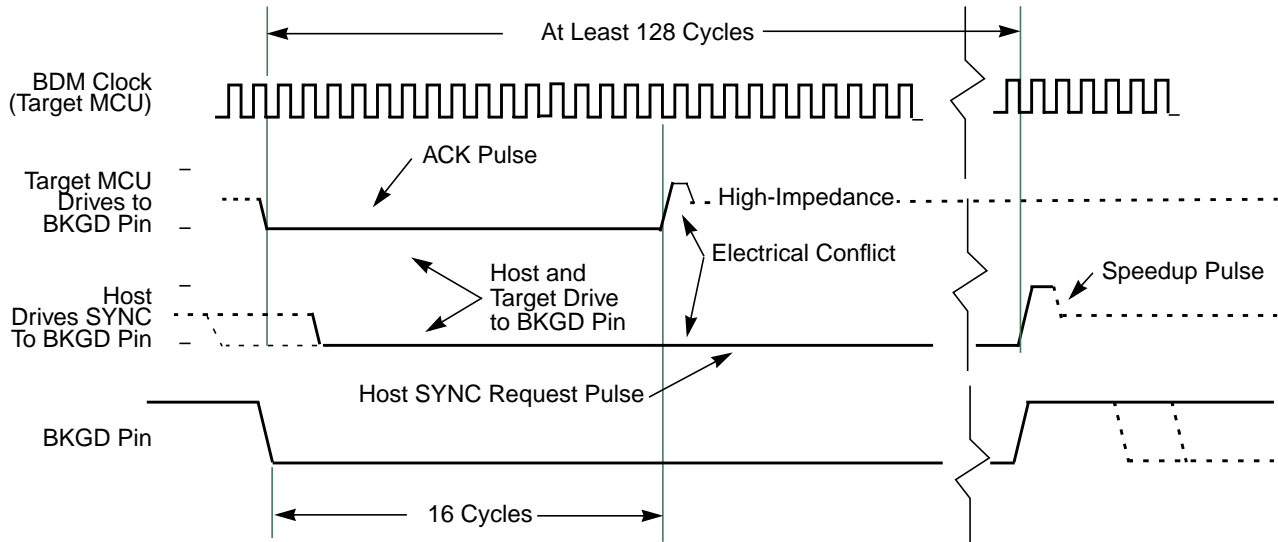 At Least 128 Cycles
BDM Clock
(Target MCU)
ACK Pulse
Target MCU
Drives to
BKGD Pin
High-Impedance
Electrical Conflict
Host and
Target Drive
to BKGD Pin
Speedup Pulse
Host
Drives SYNC
To BKGD Pin
Host SYNC Request Pulse
BKGD Pin
16 Cycles